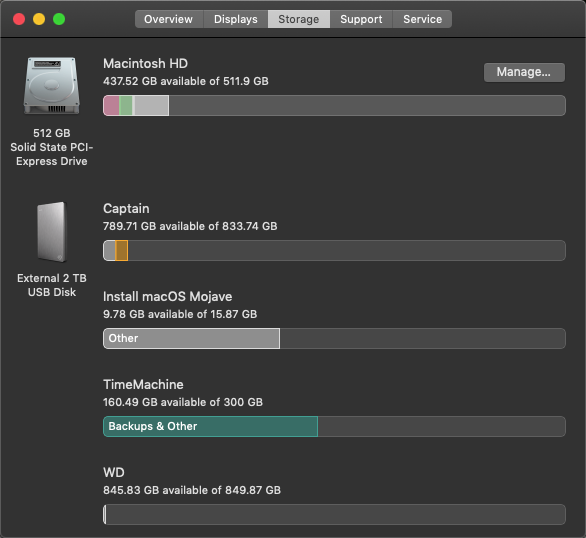 Overview Displays Storage Support Service
Macintosh HD
437.52 GB available of 511.9 GB
Manage...
512 GB
Solid State PCI-
Express Drive
Captain
789.71 GB available of 833.74 GB
External 2 TB
USB Disk
Install macOS Mojave
9.78 GB available of 15.87 GB
Other
TimeMachine
160.49 GB available of 300 GB
Backups & Other
WD
845.83 GB available of 849.87 GB